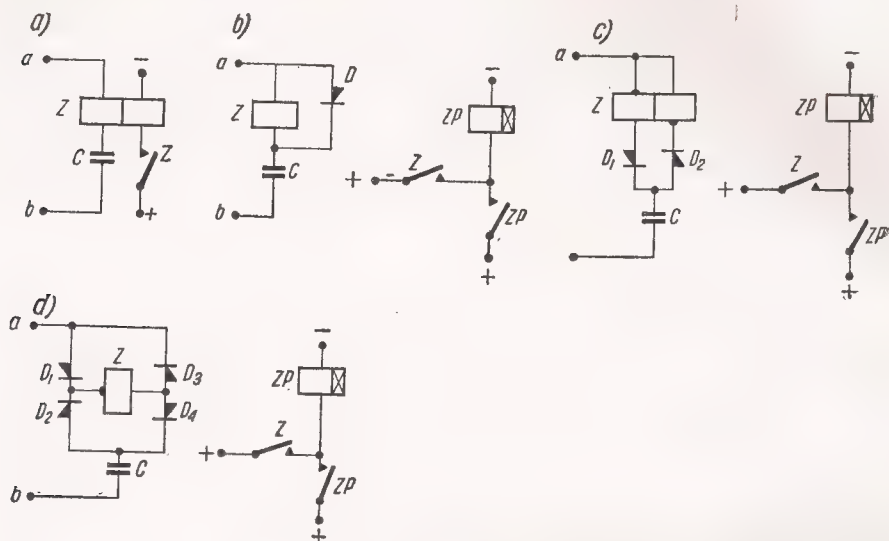 a)
a
Z
C
b
−
Z
+
b)
a
D
Z
C
b
−
ZP
+ - Z
ZP
+
c)
a
Z
D₁
D₂
C
−
ZP
+ Z
ZP
+
d)
a
D₁
Z
D₃
D₂
D₄
C
b
−
ZP
+ Z
ZP
+